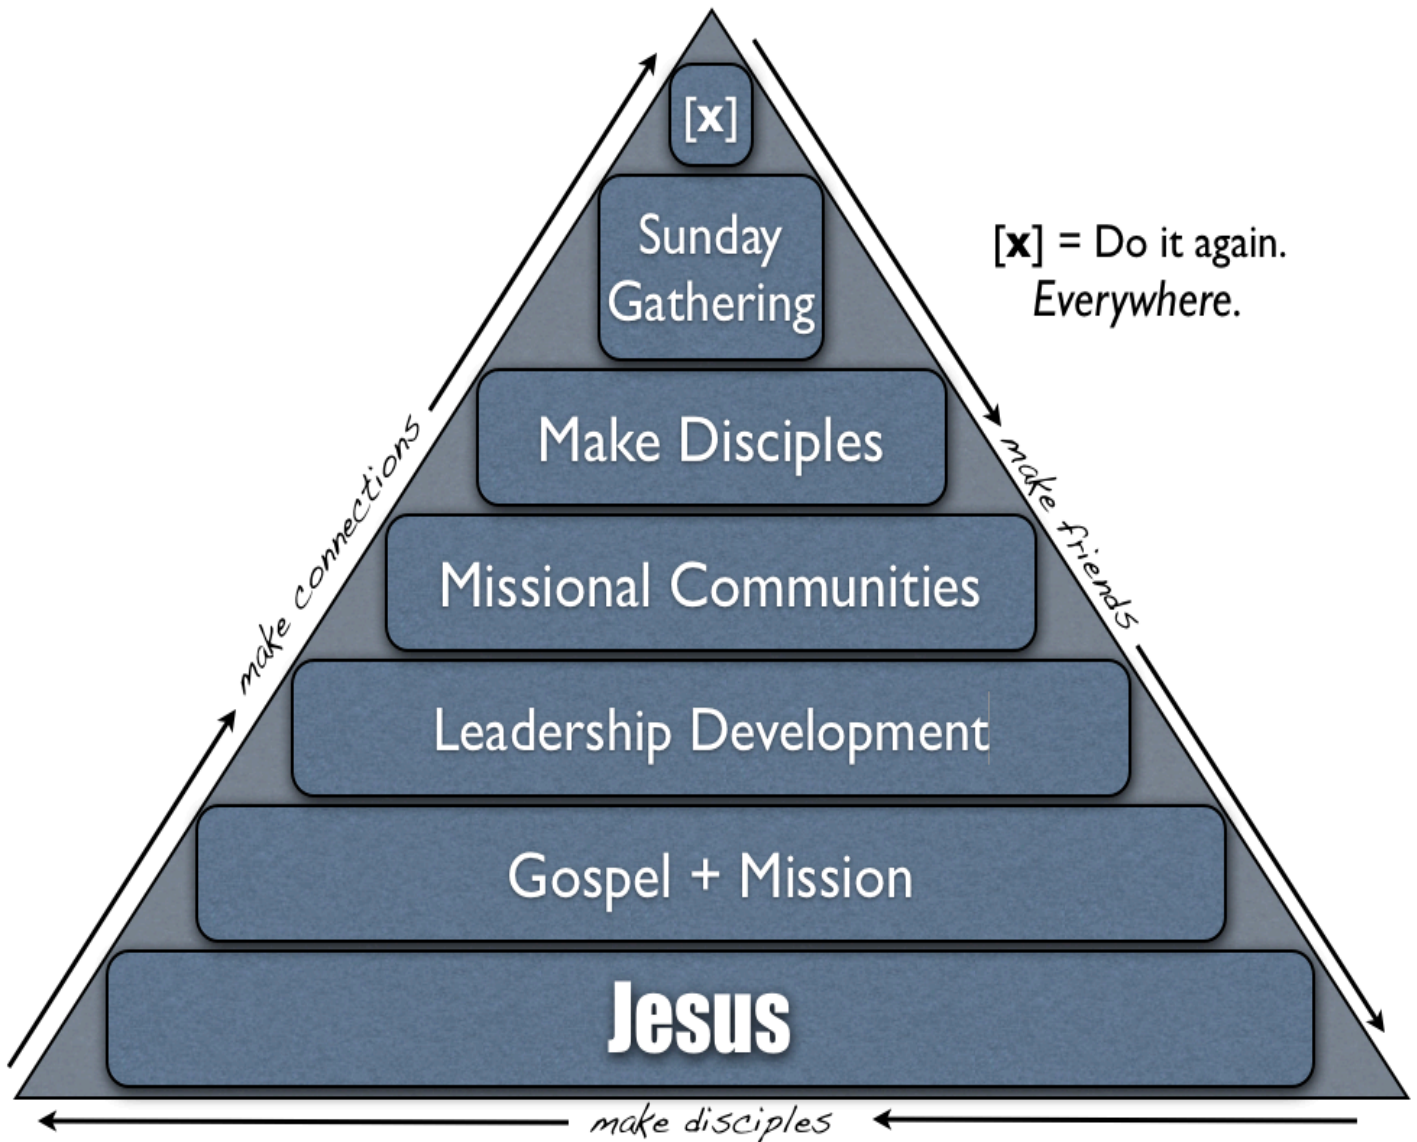 [x]
Sunday
Gathering
[x] = Do it again.
Everywhere.
Make Disciples
make connections
make friends
Missional Communities
Leadership Development
Gospel + Mission
Jesus
make disciples